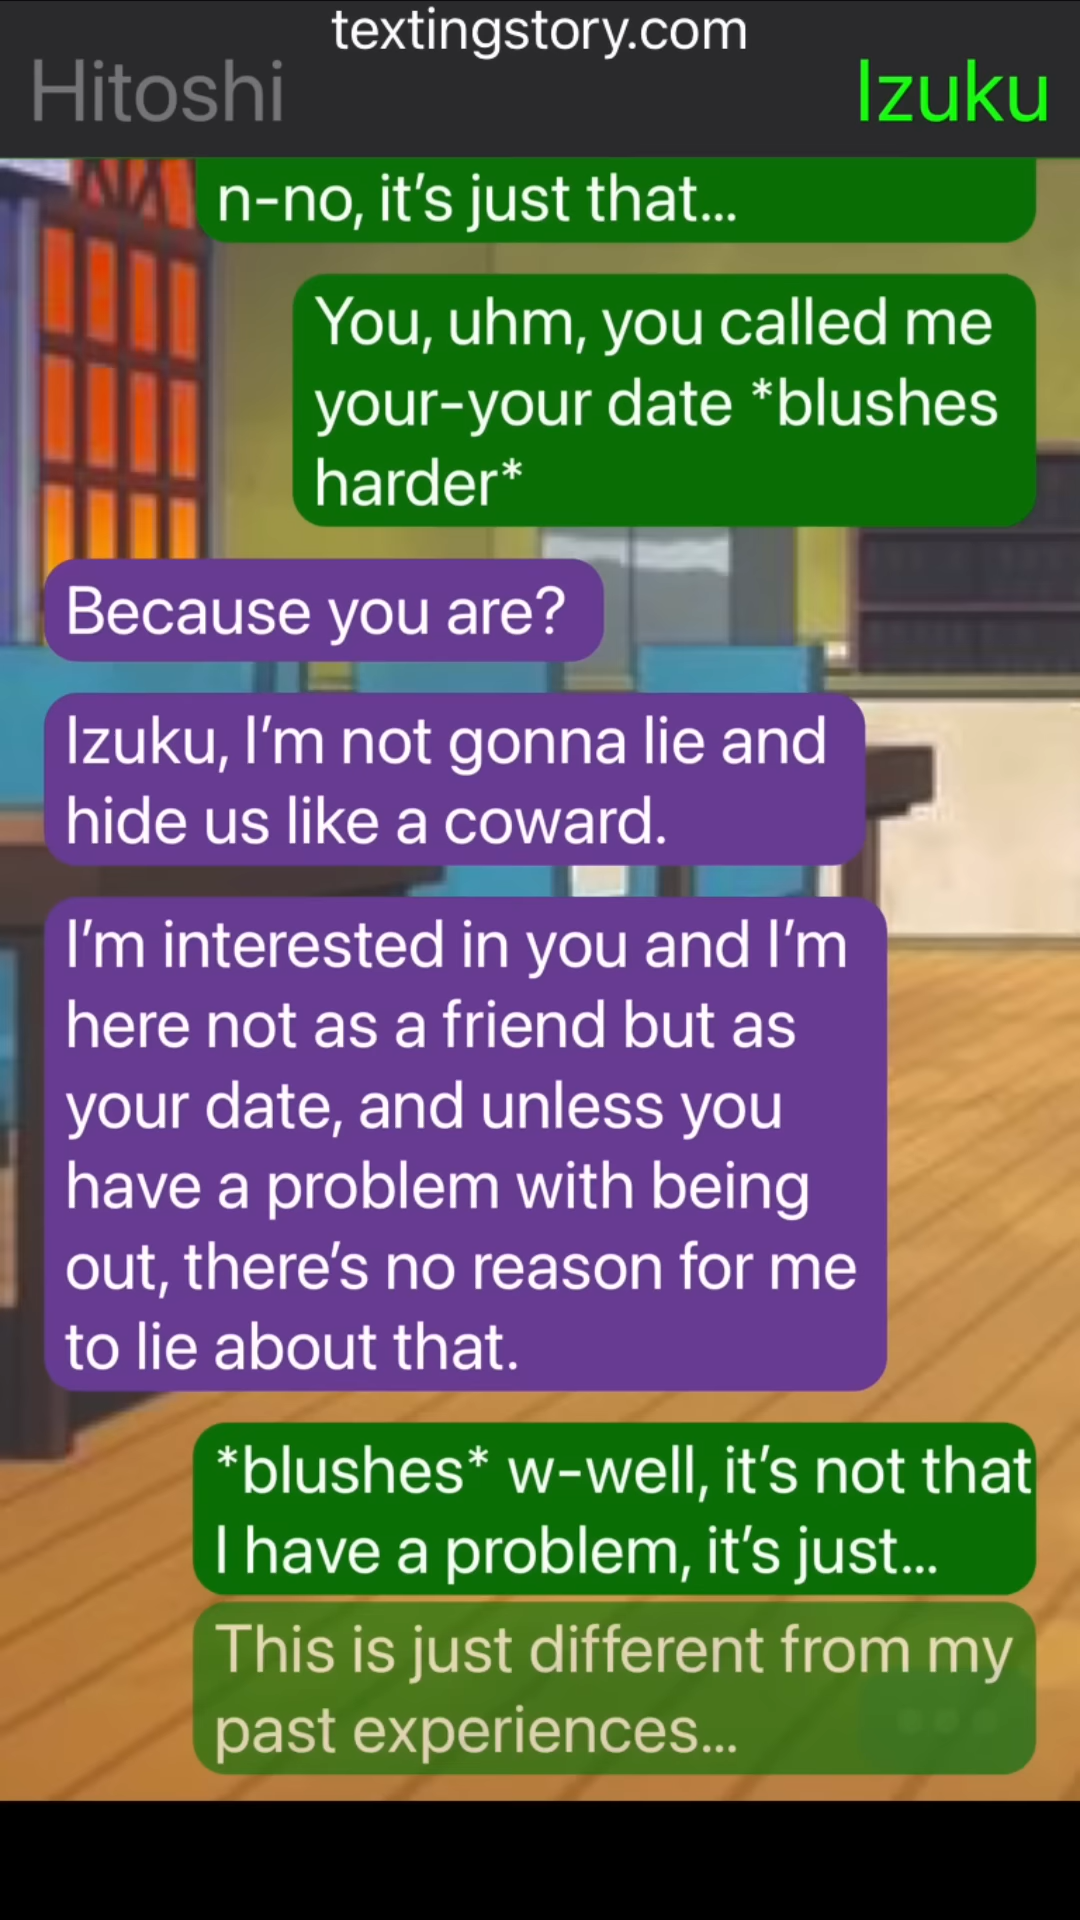 textingstory.com
Hitoshi
Izuku
n-no, it’s just that...
You, uhm, you called me
your-your date *blushes
harder*
Because you are?
Izuku, I’m not gonna lie and
hide us like a coward.
I’m interested in you and I’m
here not as a friend but as
your date, and unless you
have a problem with being
out, there’s no reason for me
to lie about that.
*blushes* w-well, it’s not that
I have a problem, it’s just...
This is just different from my
past experiences...